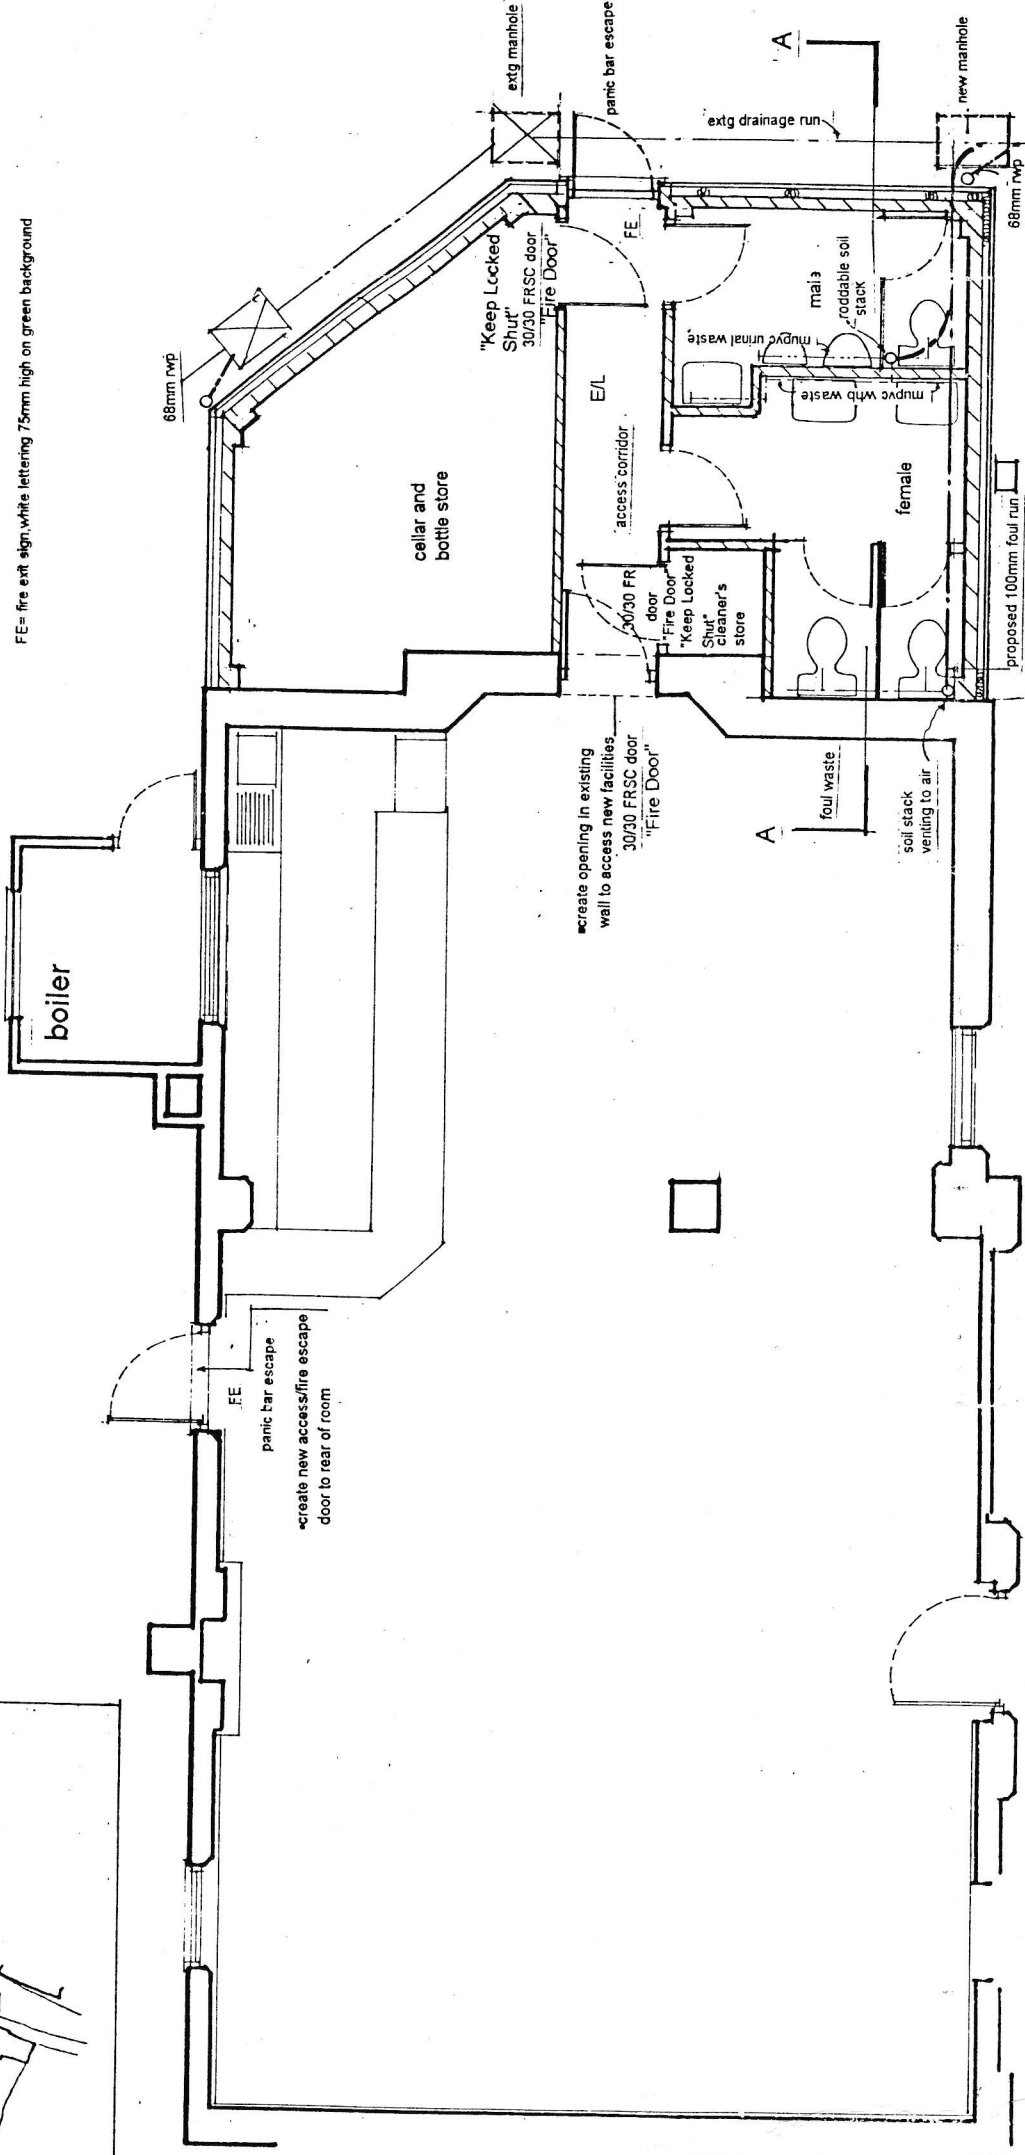 FE= fire exit sign,white lettering 75mm high on green background
68mm rwp
extg manhole
panic bar escape
A
new manhole
extg drainage run
68mm rwp
"Keep Locked
Shut"
30/30 FRSC door
"Fire Door"
FE
male
roddable soil
stack
mupvc urinal waste
mupvc whb waste
E/L
access corridor
cellar and
bottle store
female
30/30 FR
door
"Fire Door"
"Keep Locked
Shut"
cleaner's
store
proposed 100mm foul run
•create opening in existing
wall to access new facilities
30/30 FRSC door
"Fire Door"
foul waste
A
soil stack
venting to air
boiler
FE
panic bar escape
•create new access/fire escape
door to rear of room